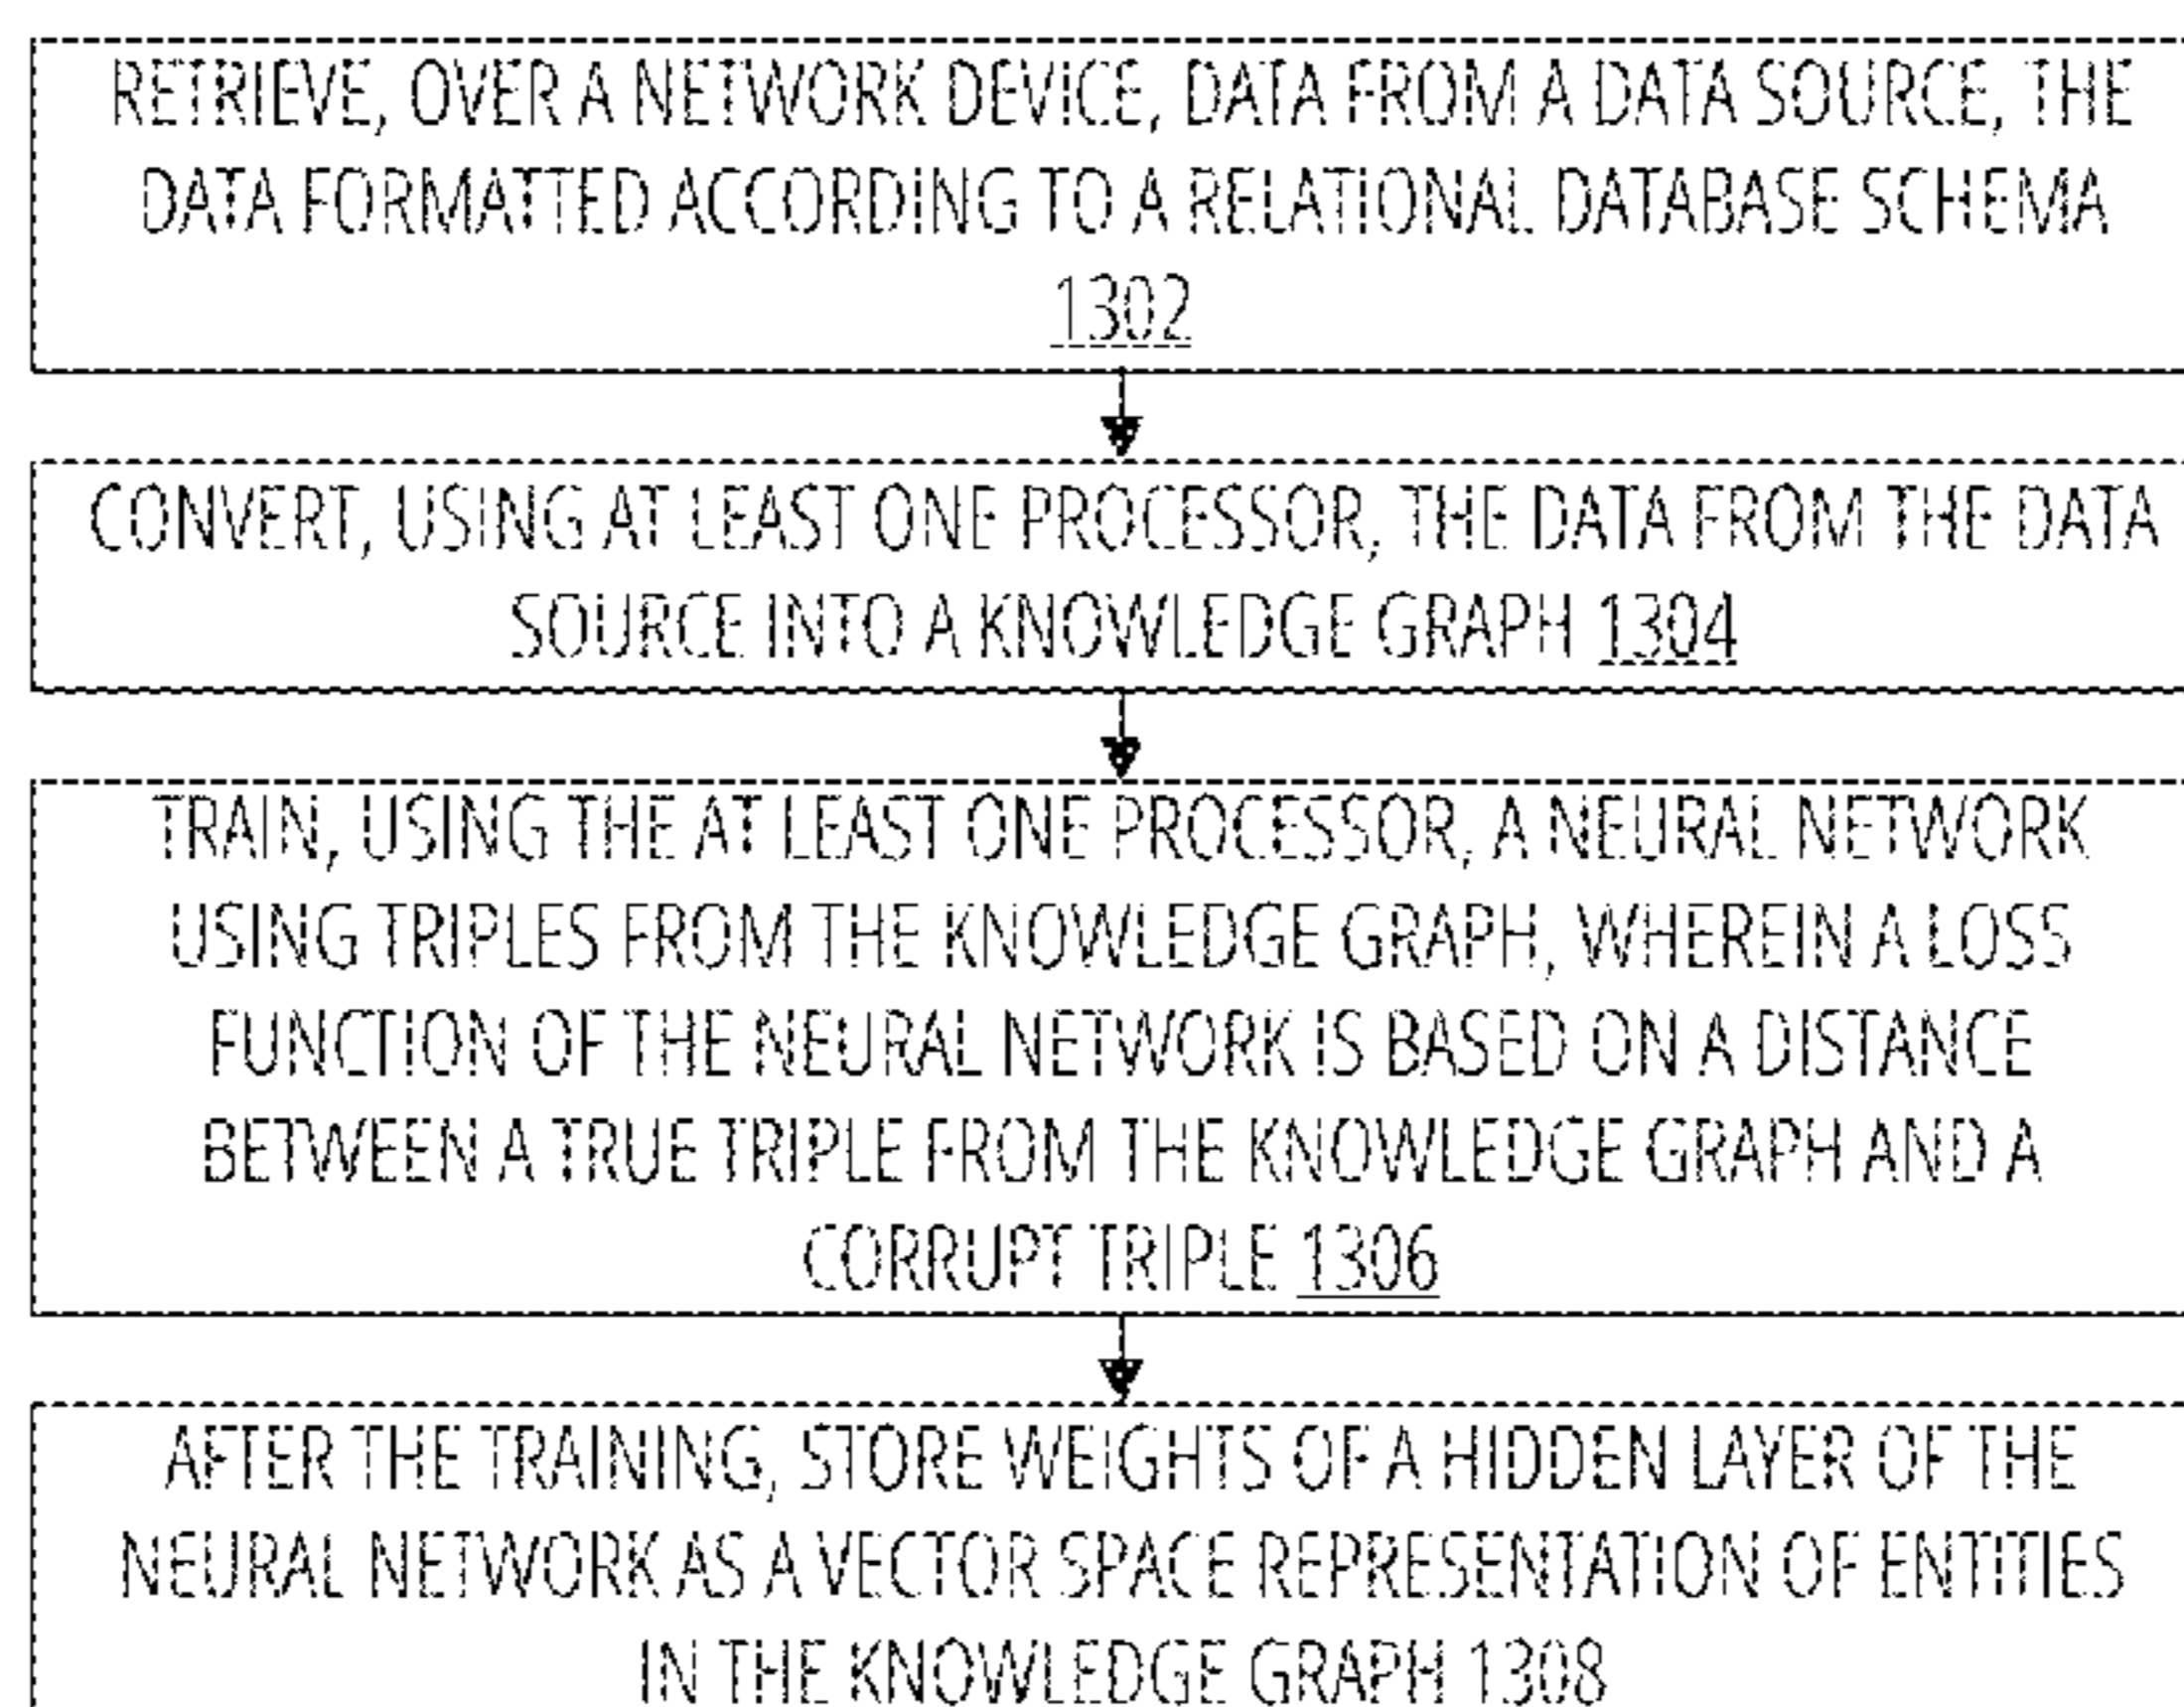 RETRIEVE, OVER A NETWORK DEVICE, DATA FROM A DATA SOURCE, THE
DATA FORMATTED ACCORDING TO A RELATIONAL DATABASE SCHEMA
1302
CONVERT, USING AT LEAST ONE PROCESSOR, THE DATA FROM THE DATA
SOURCE INTO A KNOWLEDGE GRAPH 1304
TRAIN, USING THE AT LEAST ONE PROCESSOR, A NEURAL NETWORK
USING TRIPLES FROM THE KNOWLEDGE GRAPH, WHEREIN A LOSS
FUNCTION OF THE NEURAL NETWORK IS BASED ON A DISTANCE
BETWEEN A TRUE TRIPLE FROM THE KNOWLEDGE GRAPH AND A
CORRUPT TRIPLE 1306
AFTER THE TRAINING, STORE WEIGHTS OF A HIDDEN LAYER OF THE
NEURAL NETWORK AS A VECTOR SPACE REPRESENTATION OF ENTITIES
IN THE KNOWLEDGE GRAPH 1308